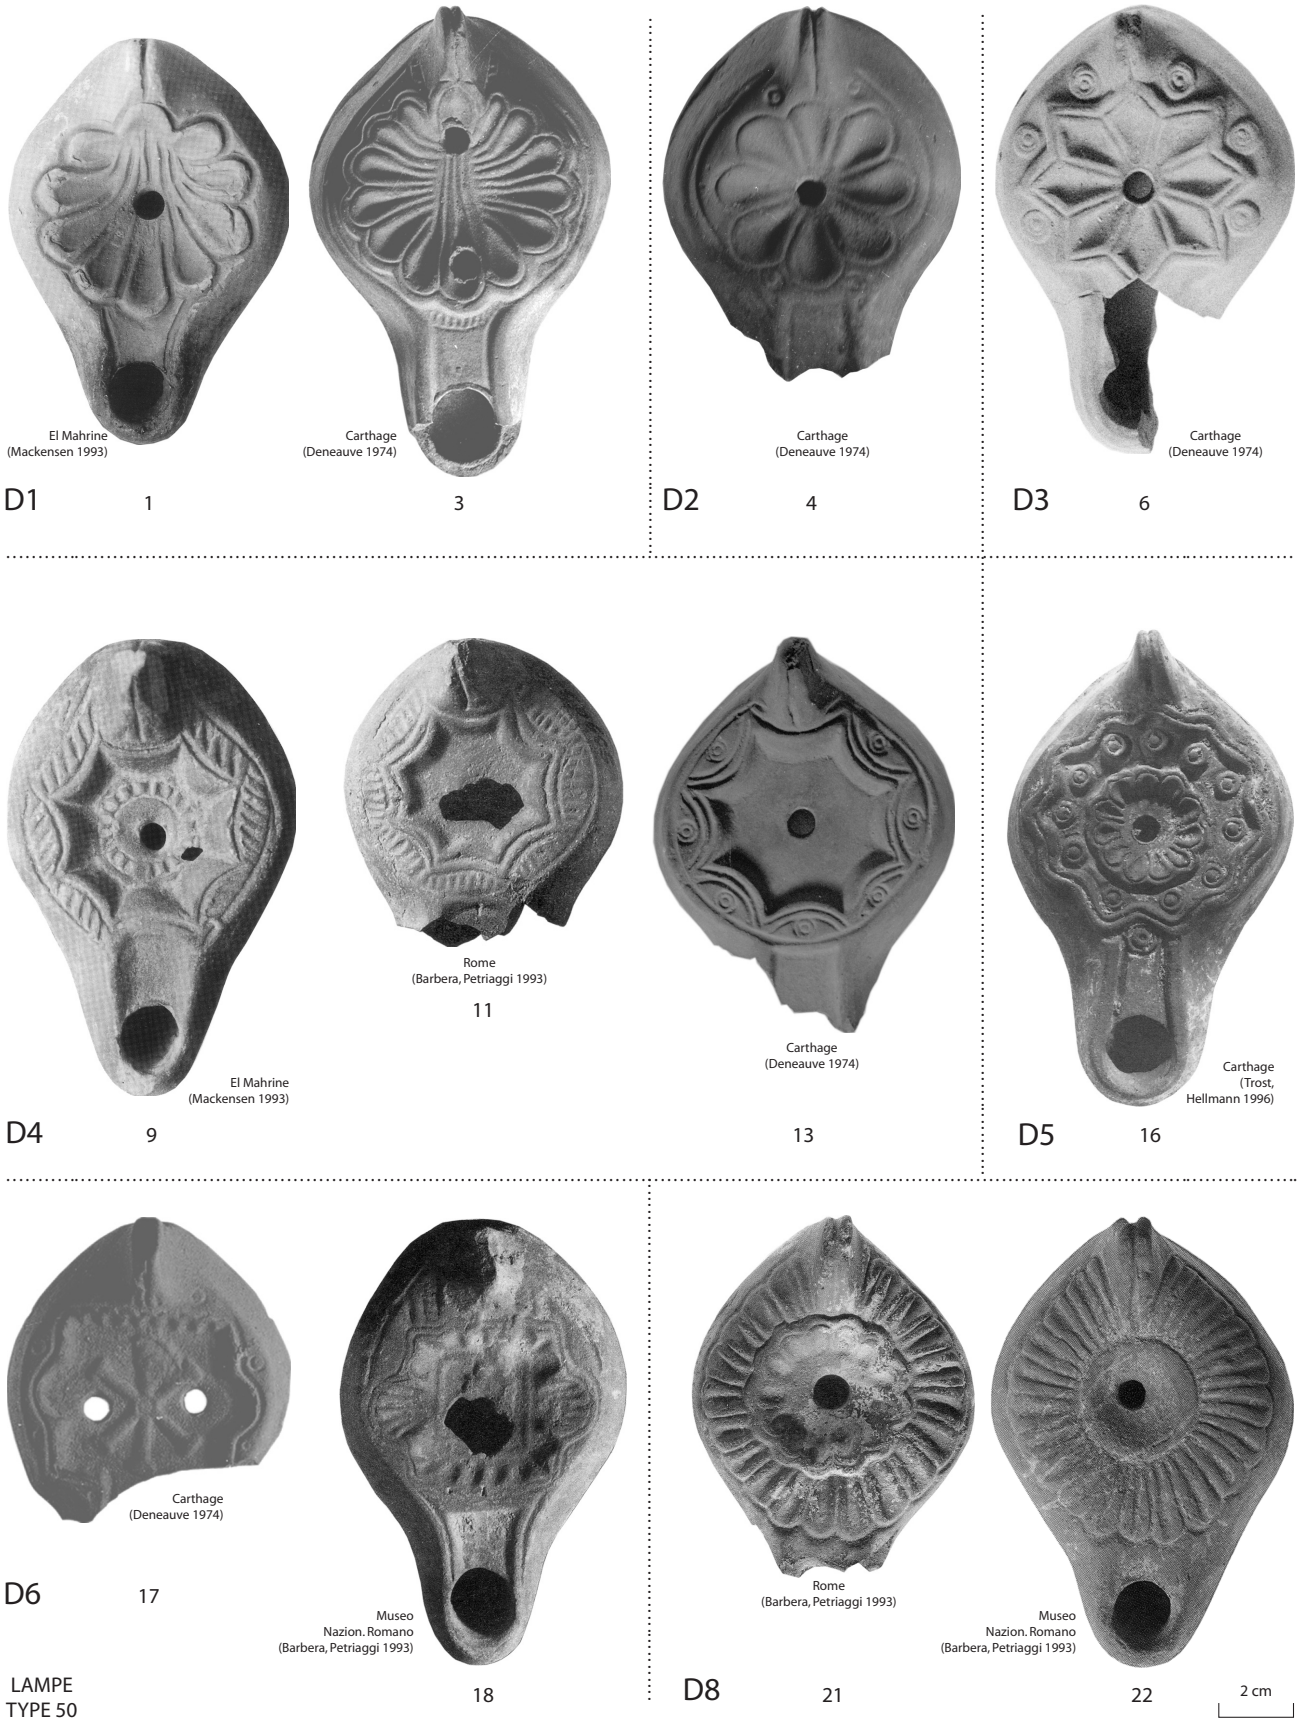 El Mahrine
(Mackensen 1993)
Carthage
(Deneauve 1974)
Carthage
(Deneauve 1974)
Carthage
(Deneauve 1974)
D1
1
3
D2
4
D3
6
Rome
(Barbera, Petriaggi 1993)
11
Carthage
(Deneauve 1974)
El Mahrine
(Mackensen 1993)
Carthage
(Trost,
Hellmann 1996)
D4
9
13
D5
16
Carthage
(Deneauve 1974)
D6
17
Museo
Nazion. Romano
(Barbera, Petriaggi 1993)
18
Rome
(Barbera, Petriaggi 1993)
Museo
Nazion. Romano
(Barbera, Petriaggi 1993)
D8
21
22
2 cm
LAMPE
TYPE 50